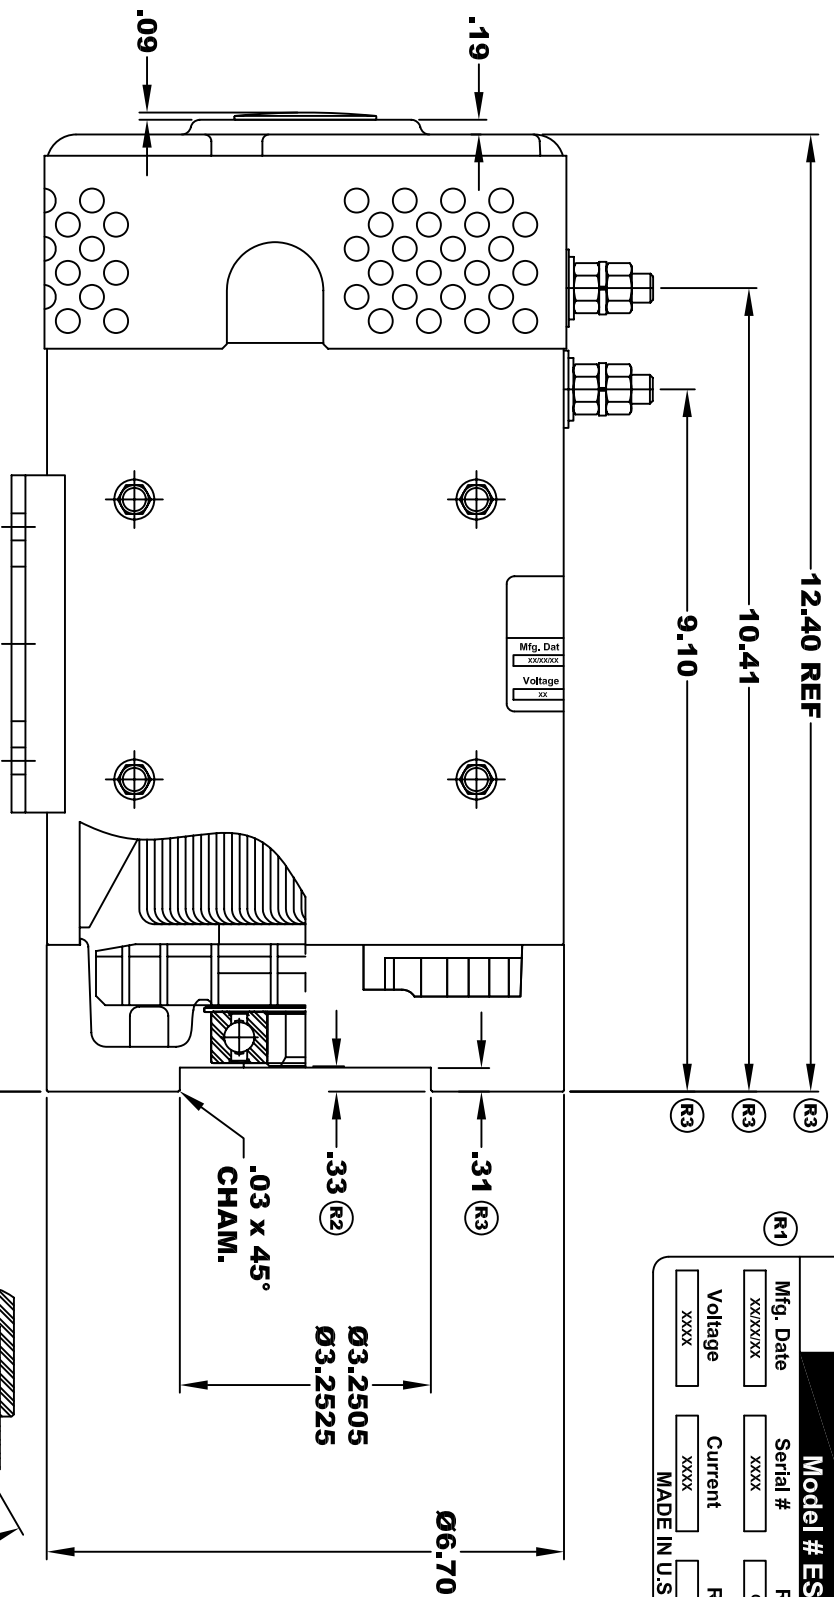 .09
.19
12.40 REF
10.41
9.10
R3
R3
R3
Mfg. Dat
XX/XX/XX
Voltage
XX
.31 R3
.33 R2
.03 x 45°
CHAM.
Ø3.2505
Ø3.2525
Ø6.70
R1
Model # ES
Mfg. Date
Serial #
R
XX/XX/XX
XXXX
Voltage
Current
R
XXXX
XXXX
MADE IN U.S